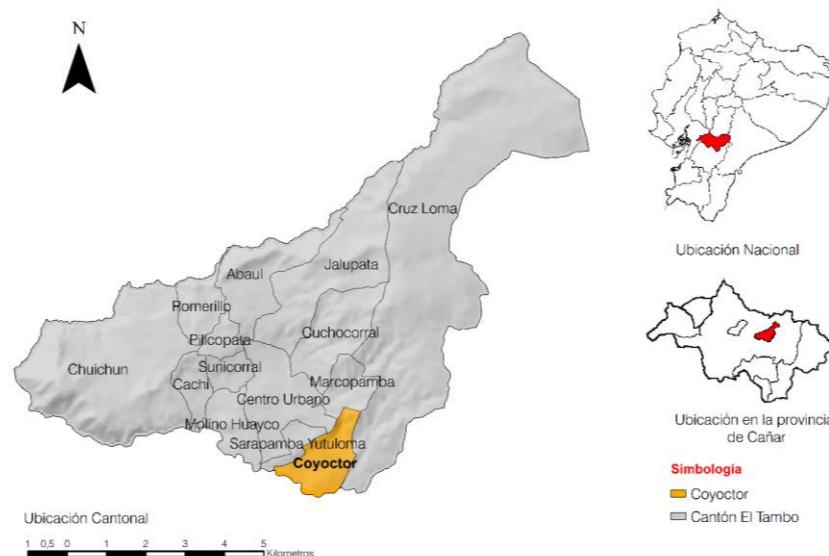 N
Cruz Loma
Jalupata
Abaul
Romerillo
Cuchocorral
Pillcopata
Chuichun
Sunicorral
Cachi
Marcopamba
Centro Urbano
Molino Huayco
Sarapamba Yutuloma
Coyoctor
Ubicación Cantonal
1 0,5 0 1 2 3 4 5
Kilometros
Ubicación Nacional
Ubicación en la provincia
de Cañar
Simbología
Coyoctor
Cantón El Tambo